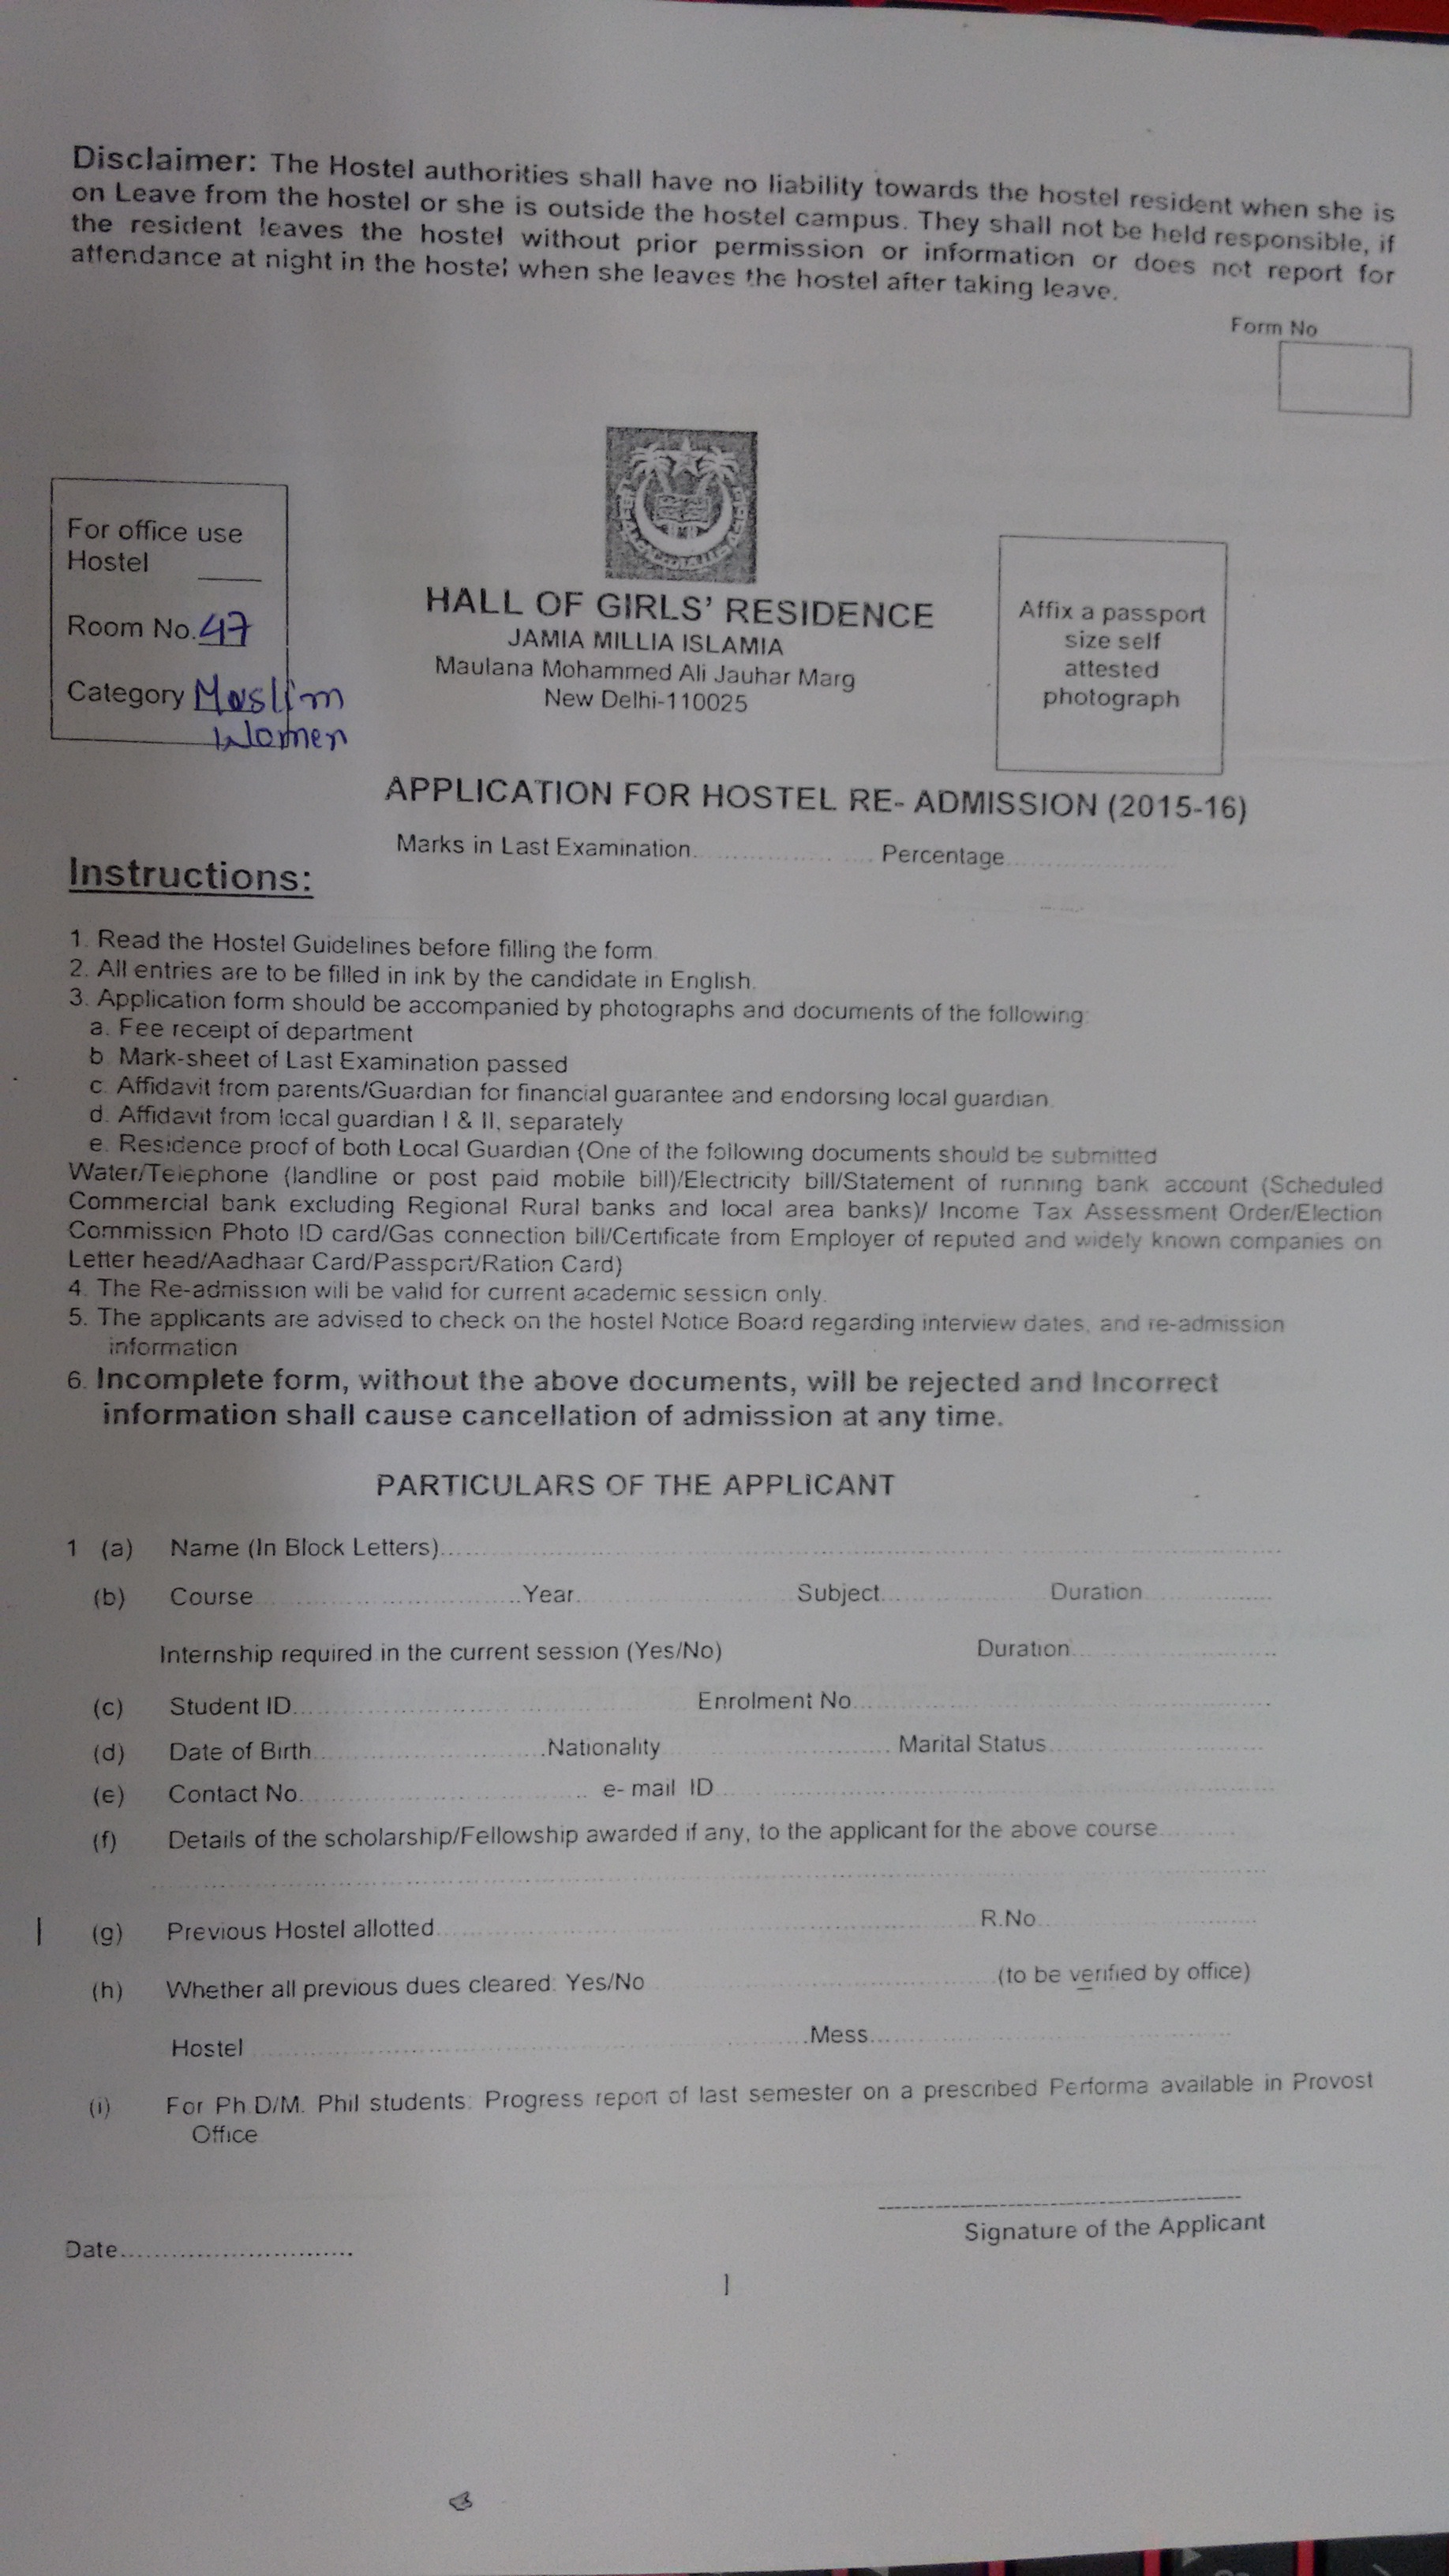 Disclaimer: The Hostel authorities shall have no liability towards the hostel resident when she is
on Leave from the hostel or she is outside the hostel campus. They shall not be held responsible, if
the resident leaves the hostel without prior permission or information or does not report for
attendance at night in the hostel when she leaves the hostel after taking leave.
Form No
For office use
Hostel ____
Room No. 47
Category Muslim
Women
HALL OF GIRLS' RESIDENCE
JAMIA MILLIA ISLAMIA
Maulana Mohammed Ali Jauhar Marg
New Delhi-110025
Affix a passport
size self
attested
photograph
APPLICATION FOR HOSTEL RE- ADMISSION (2015-16)
Marks in Last Examination.................... Percentage....................
Instructions:
1. Read the Hostel Guidelines before filling the form.
2. All entries are to be filled in ink by the candidate in English.
3. Application form should be accompanied by photographs and documents of the following:
a. Fee receipt of department
b. Mark-sheet of Last Examination passed
c. Affidavit from parents/Guardian for financial guarantee and endorsing local guardian.
d. Affidavit from local guardian I & II, separately
e. Residence proof of both Local Guardian (One of the following documents should be submitted
Water/Telephone (landline or post paid mobile bill)/Electricity bill/Statement of running bank account (Scheduled
Commercial bank excluding Regional Rural banks and local area banks)/ Income Tax Assessment Order/Election
Commission Photo ID card/Gas connection bill/Certificate from Employer of reputed and widely known companies on
Letter head/Aadhaar Card/Passport/Ration Card)
4. The Re-admission will be valid for current academic session only.
5. The applicants are advised to check on the hostel Notice Board regarding interview dates, and re-admission
information
6. Incomplete form, without the above documents, will be rejected and Incorrect
information shall cause cancellation of admission at any time.
PARTICULARS OF THE APPLICANT
1 (a) Name (In Block Letters)....................
(b) Course....................Year....................Subject....................Duration....................
Internship required in the current session (Yes/No) Duration....................
(c) Student ID....................Enrolment No....................
(d) Date of Birth....................Nationality....................Marital Status....................
(e) Contact No.................... e- mail ID....................
(f) Details of the scholarship/Fellowship awarded if any, to the applicant for the above course..........
....................
(g) Previous Hostel allotted....................R.No....................
(h) Whether all previous dues cleared: Yes/No....................(to be verified by office)
Hostel....................Mess....................
(i) For Ph.D/M. Phil students: Progress report of last semester on a prescribed Performa available in Provost
Office
Signature of the Applicant
Date............................
1